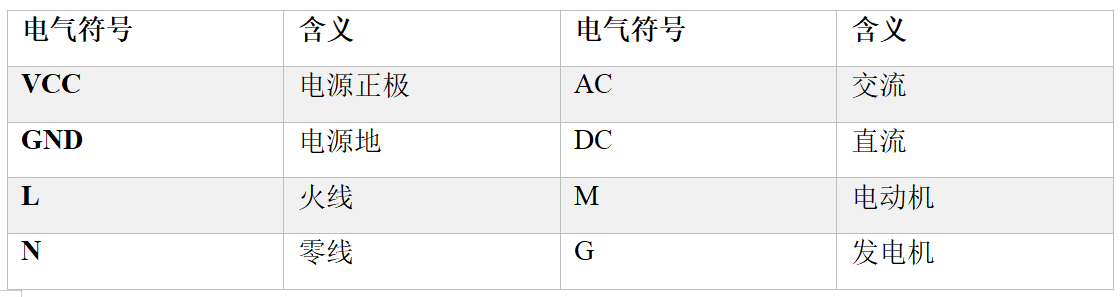 电气符号 含义 电气符号 含义
VCC 电源正极 AC 交流
GND 电源地 DC 直流
L 火线 M 电动机
N 零线 G 发电机